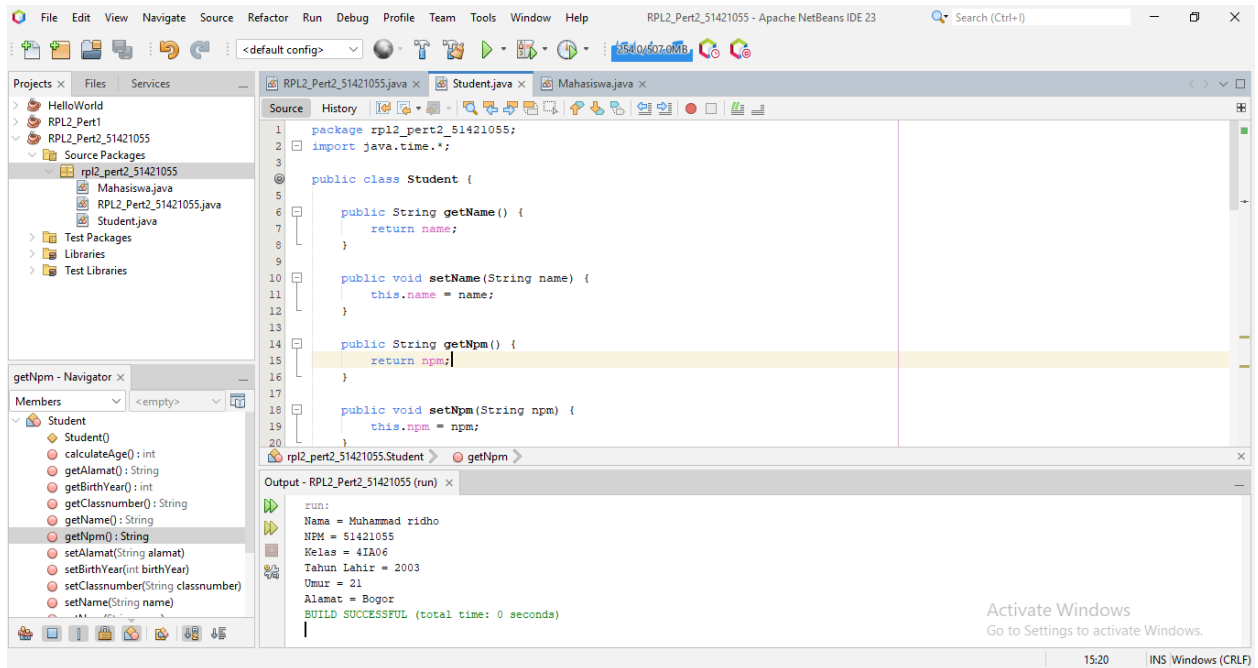 File Edit View Navigate Source Refactor Run Debug Profile Team Tools Window Help RPL2_Pert2_51421055 - Apache NetBeans IDE 23 Search (Ctrl+I)
<default config> 254.0/507.0MB
Projects Files Services
HelloWorld
RPL2_Pert1
RPL2_Pert2_51421055
Source Packages
rpl2_pert2_51421055
Mahasiswa.java
RPL2_Pert2_51421055.java
Student.java
Test Packages
Libraries
Test Libraries
getNpm - Navigator
Members <empty>
Student
Student()
calculateAge() : int
getAlamat() : String
getBirthYear() : int
getClassnumber() : String
getName() : String
getNpm() : String
setAlamat(String alamat)
setBirthYear(int birthYear)
setClassnumber(String classnumber)
setName(String name)
RPL2_Pert2_51421055.java Student.java Mahasiswa.java
Source History
1 package rpl2_pert2_51421055;
2 import java.time.*;
3
public class Student {
5
6 public String getName() {
7 return name;
8 }
9
10 public void setName(String name) {
11 this.name = name;
12 }
13
14 public String getNpm() {
15 return npm;
16 }
17
18 public void setNpm(String npm) {
19 this.npm = npm;
20 }
rpl2_pert2_51421055.Student getNpm
Output - RPL2_Pert2_51421055 (run)
run:
Nama = Muhammad ridho
NPM = 51421055
Kelas = 4IA06
Tahun Lahir = 2003
Umur = 21
Alamat = Bogor
BUILD SUCCESSFUL (total time: 0 seconds)
Activate Windows
Go to Settings to activate Windows.
15:20 INS Windows (CRLF)